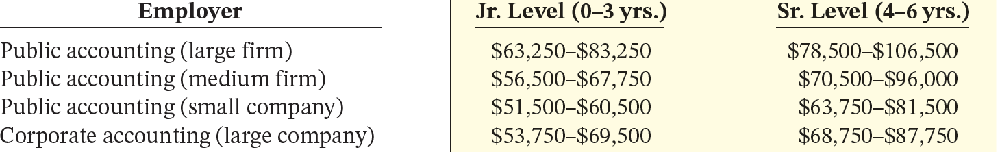 Employer Jr. Level (0–3 yrs.) Sr. Level (4–6 yrs.)
Public accounting (large firm) $63,250–$83,250 $78,500–$106,500
Public accounting (medium firm) $56,500–$67,750 $70,500–$96,000
Public accounting (small company) $51,500–$60,500 $63,750–$81,500
Corporate accounting (large company) $53,750–$69,500 $68,750–$87,750